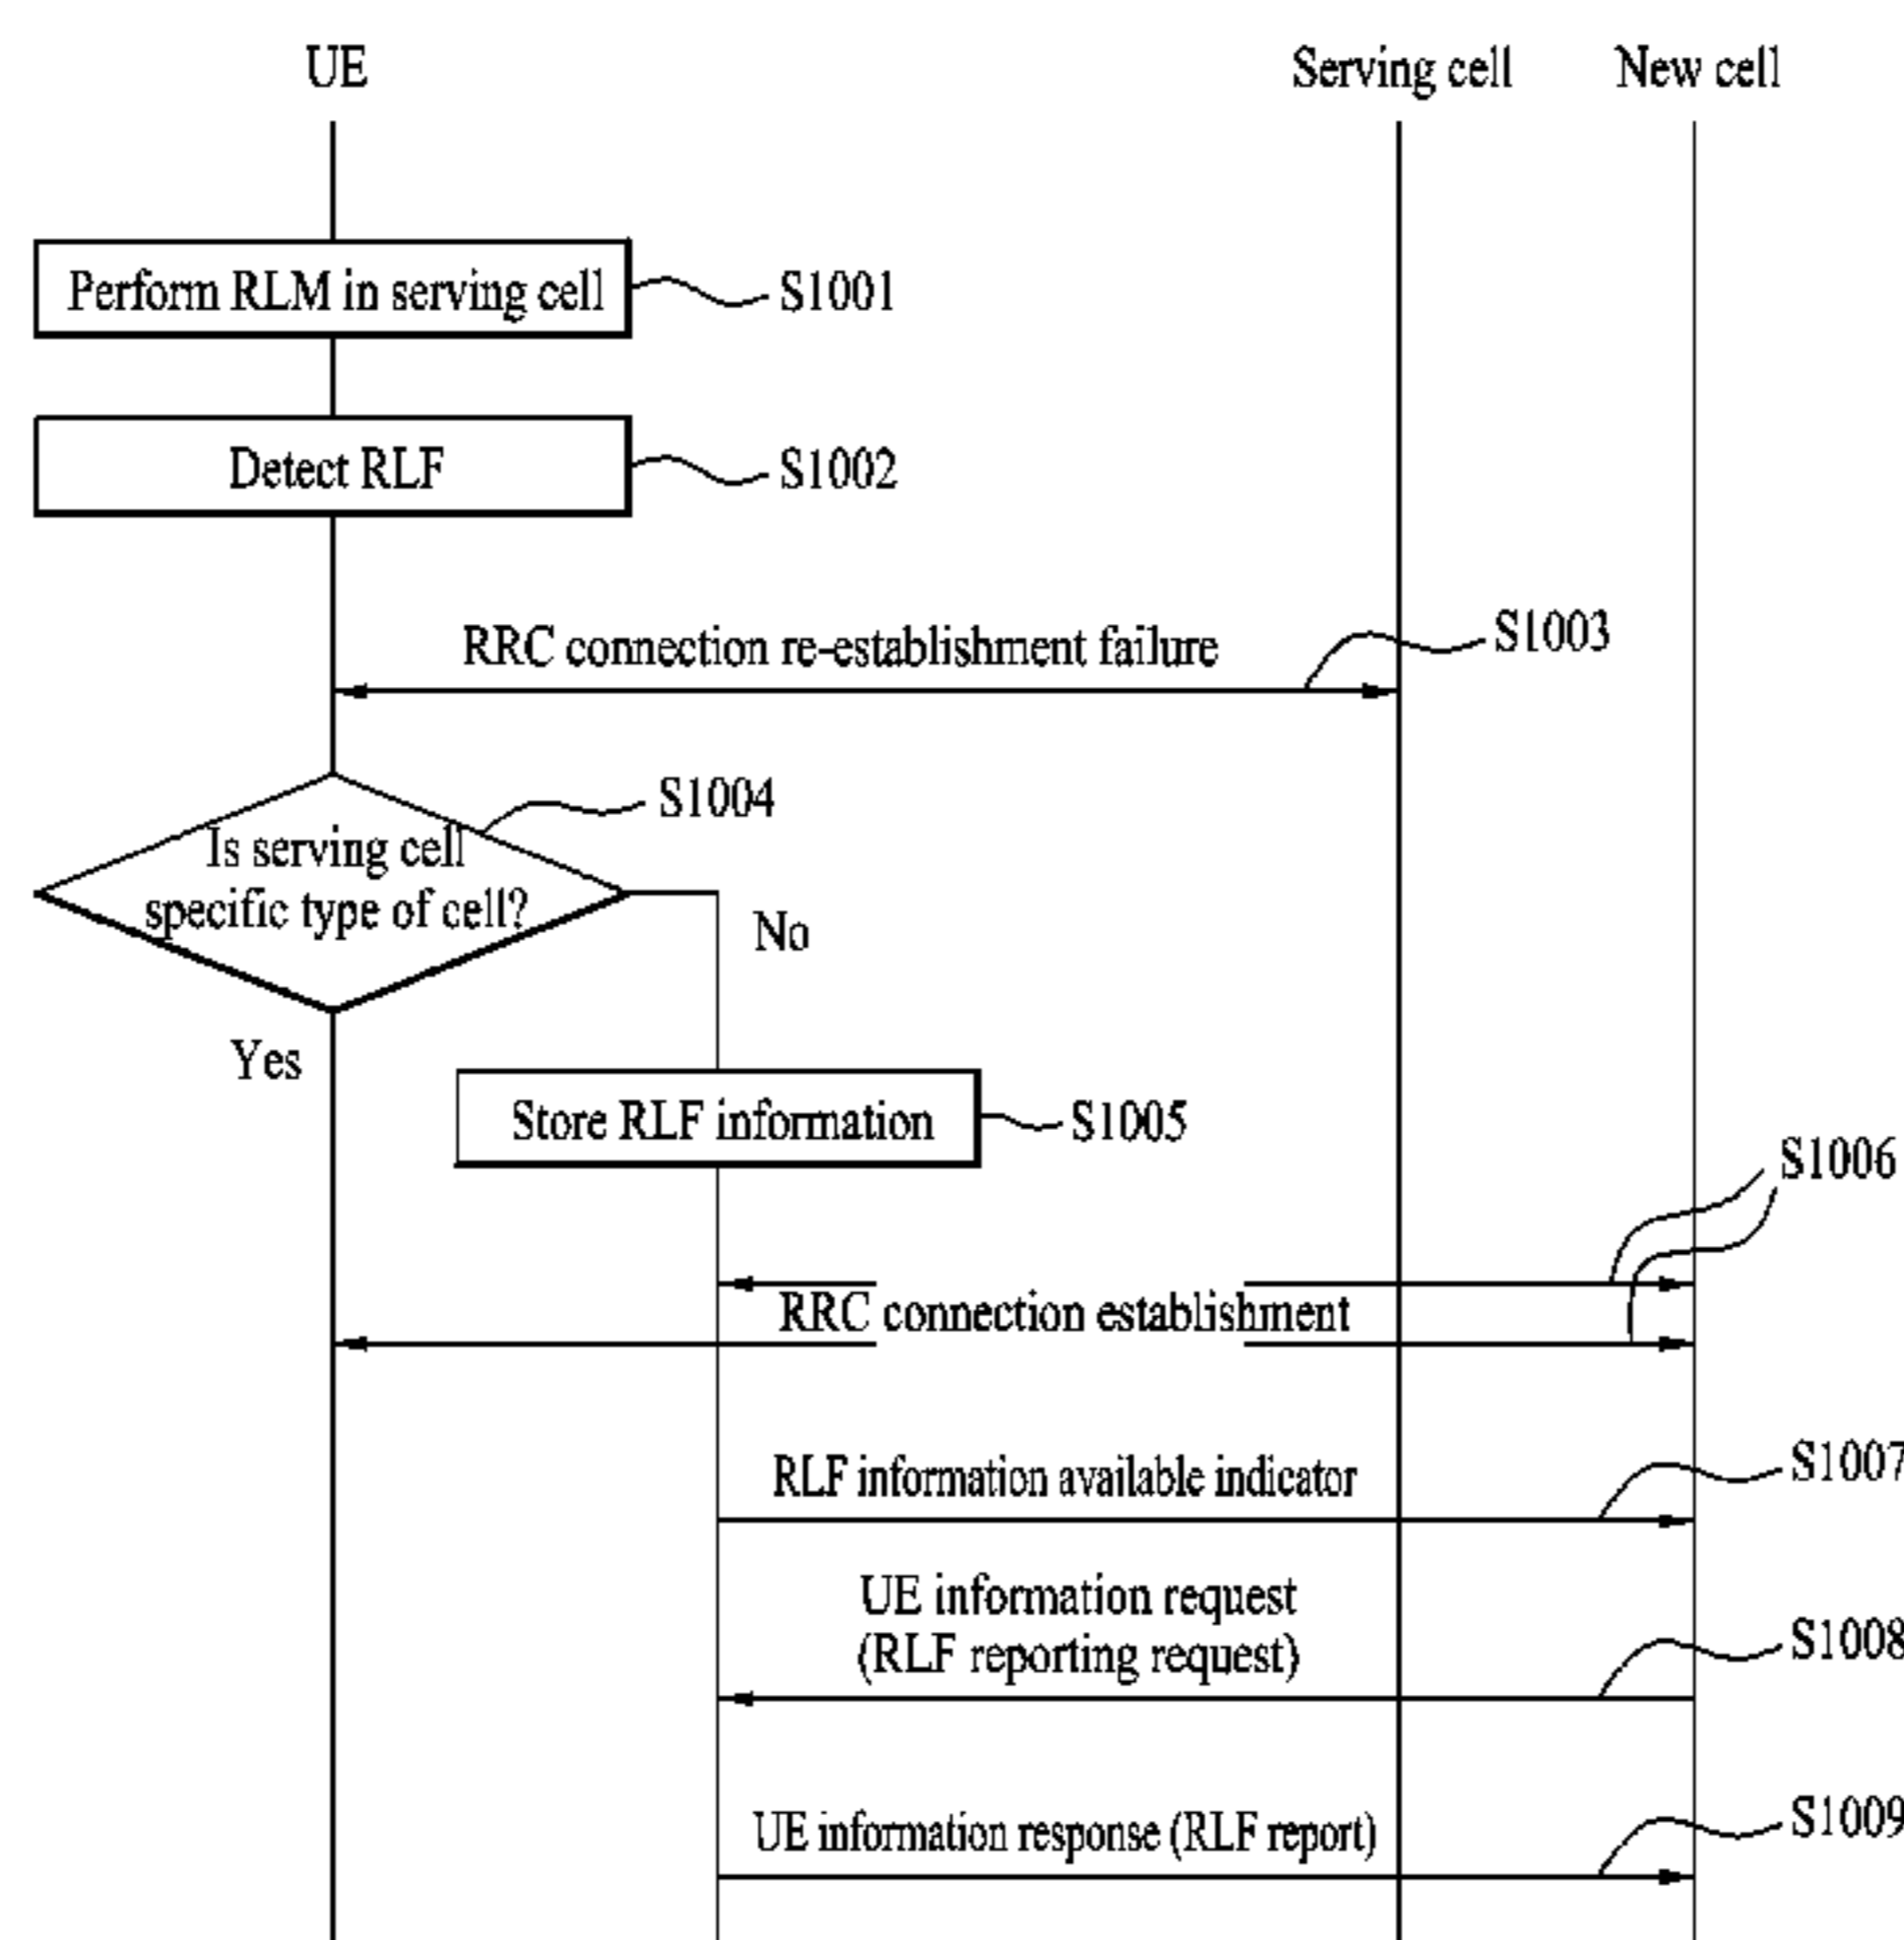 UE
Serving cell
New cell
Perform RLM in serving cell
S1001
Detect RLF
S1002
RRC connection re-establishment failure
S1003
Is serving cell
specific type of cell?
S1004
No
Yes
Store RLF information
S1005
S1006
RRC connection establishment
RLF information available indicator
S1007
UE information request
(RLF reporting request)
S1008
UE information response (RLF report)
S1009